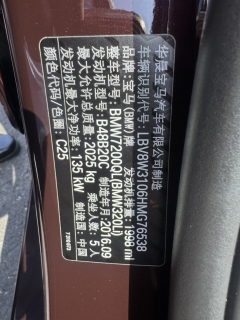 华晨宝马汽车有限公司制造
车辆识别代号：LBV8W3106HMG76538
品牌：宝马 (BMW) 牌
发动机排量：1998 ml
整车型号：BMW7200QL(BMW320Li)
发动机型号：B48B20C
制造年月：2016.09
最大允许总质量：2025 kg
乘坐人数：5人
发动机最大净功率：135 kW
制造国：中国
颜色代码/色圈：C25